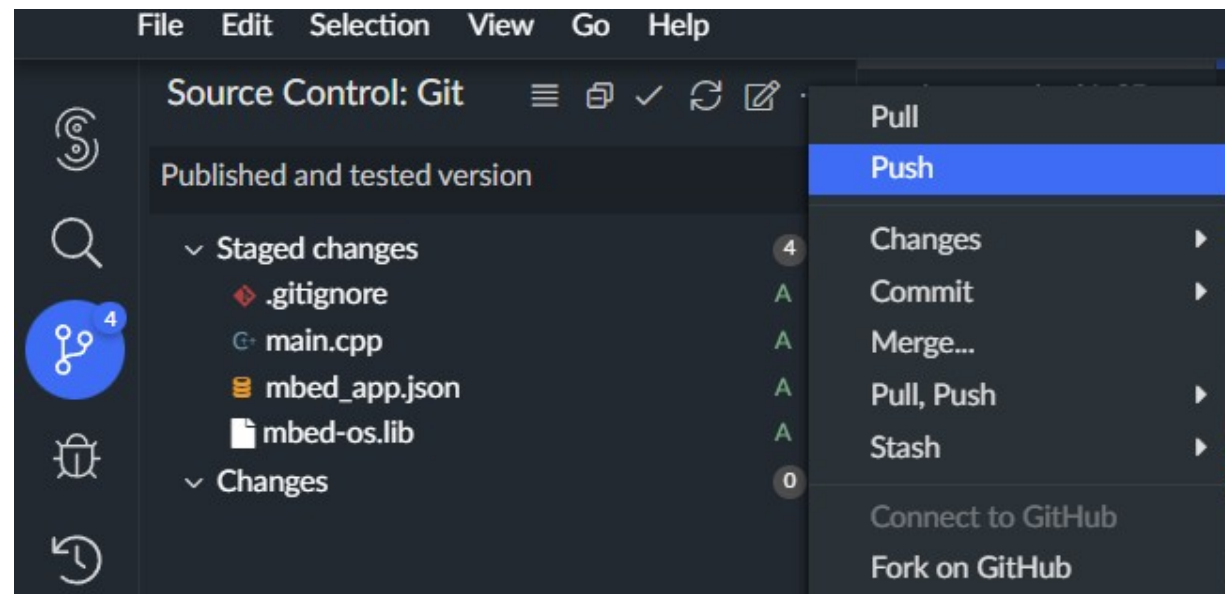 File Edit Selection View Go Help
Source Control: Git
Published and tested version
Staged changes 4
.gitignore A
main.cpp A
mbed_app.json A
mbed-os.lib A
Changes 0
4
Pull
Push
Changes
Commit
Merge...
Pull, Push
Stash
Connect to GitHub
Fork on GitHub